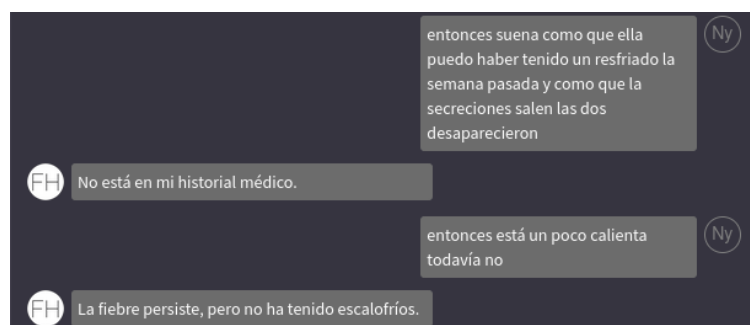 entonces suena como que ella
puedo haber tenido un resfriado la
semana pasada y como que la
secreciones salen las dos
desaparecieron
Ny
FH
No está en mi historial médico.
entonces está un poco calienta
todavía no
Ny
FH
La fiebre persiste, pero no ha tenido escalofríos.